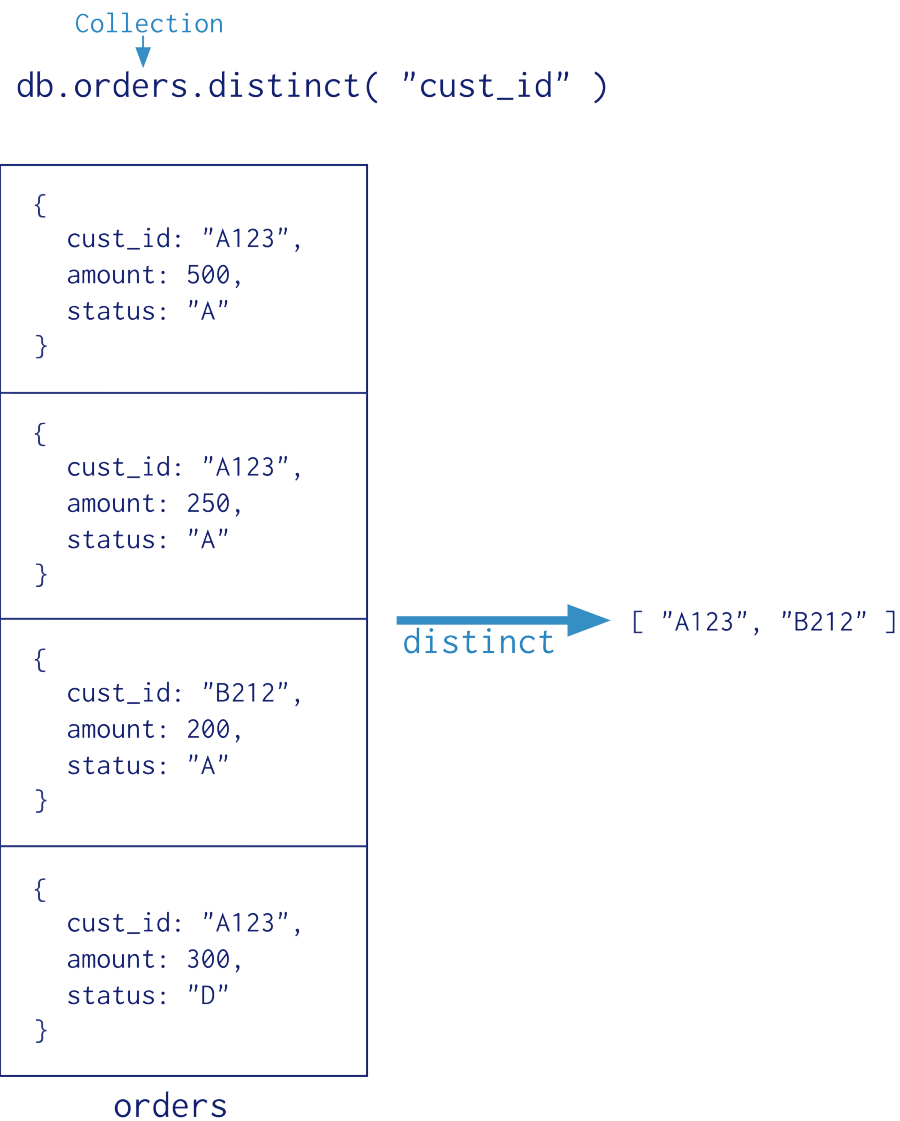 Collection
db.orders.distinct( "cust_id" )
{
cust_id: "A123",
amount: 500,
status: "A"
}
{
cust_id: "A123",
amount: 250,
status: "A"
}
{
cust_id: "B212",
amount: 200,
status: "A"
}
{
cust_id: "A123",
amount: 300,
status: "D"
}
orders
distinct
[ "A123", "B212" ]